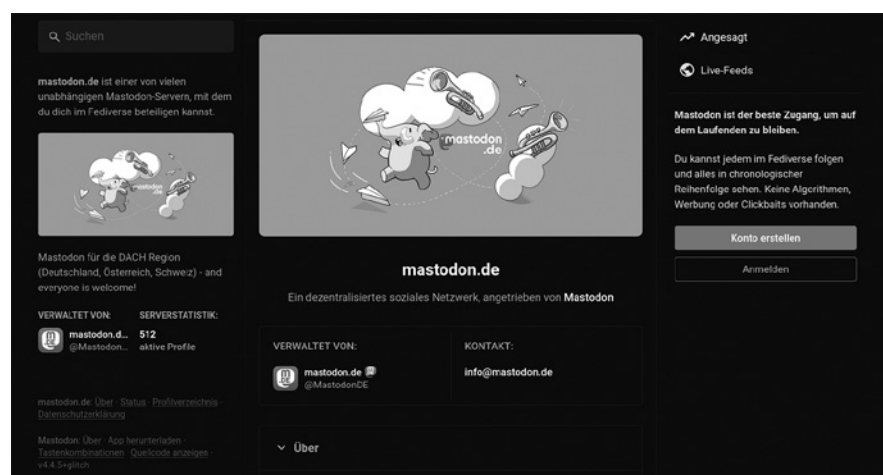 Suchen
mastodon.de ist einer von vielen
unabhängigen Mastodon-Servern, mit dem
du dich im Fediverse beteiligen kannst.
mastodon
.de
Mastodon für die DACH Region
(Deutschland, Österreich, Schweiz) - and
everyone is welcome!
VERWALTET VON:
mastodon.d...
@Mastodon...
SERVERSTATISTIK:
512
aktive Profile
mastodon.de: Über · Status · Profilverzeichnis ·
Datenschutzerklärung
Mastodon: Über · App herunterladen ·
Tastenkombinationen · Quellcode anzeigen ·
v4.4.5+glitch
mastodon
.de
mastodon.de
Ein dezentralisiertes soziales Netzwerk, angetrieben von Mastodon
VERWALTET VON:
mastodon.de
@MastodonDE
KONTAKT:
info@mastodon.de
Über
Angesagt
Live-Feeds
Mastodon ist der beste Zugang, um auf
dem Laufenden zu bleiben.
Du kannst jedem im Fediverse folgen
und alles in chronologischer
Reihenfolge sehen. Keine Algorithmen,
Werbung oder Clickbaits vorhanden.
Konto erstellen
Anmelden